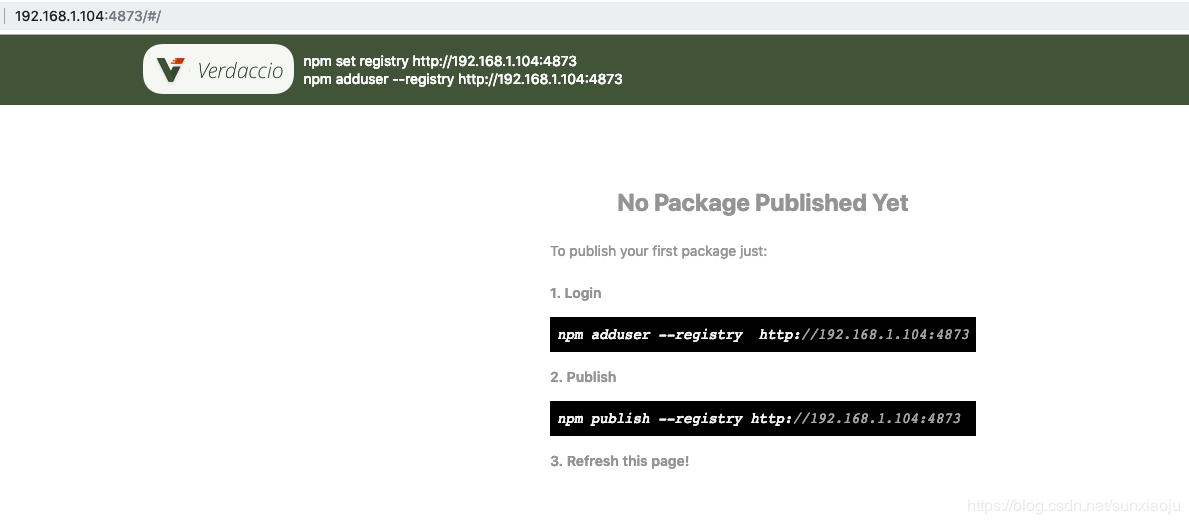 192.168.1.104:4873/#/
Verdaccio
npm set registry http://192.168.1.104:4873
npm adduser --registry http://192.168.1.104:4873
No Package Published Yet
To publish your first package just:
1. Login
npm adduser --registry  http://192.168.1.104:4873
2. Publish
npm publish --registry http://192.168.1.104:4873
3. Refresh this page!
https://blog.csdn.net/sunxiaoju